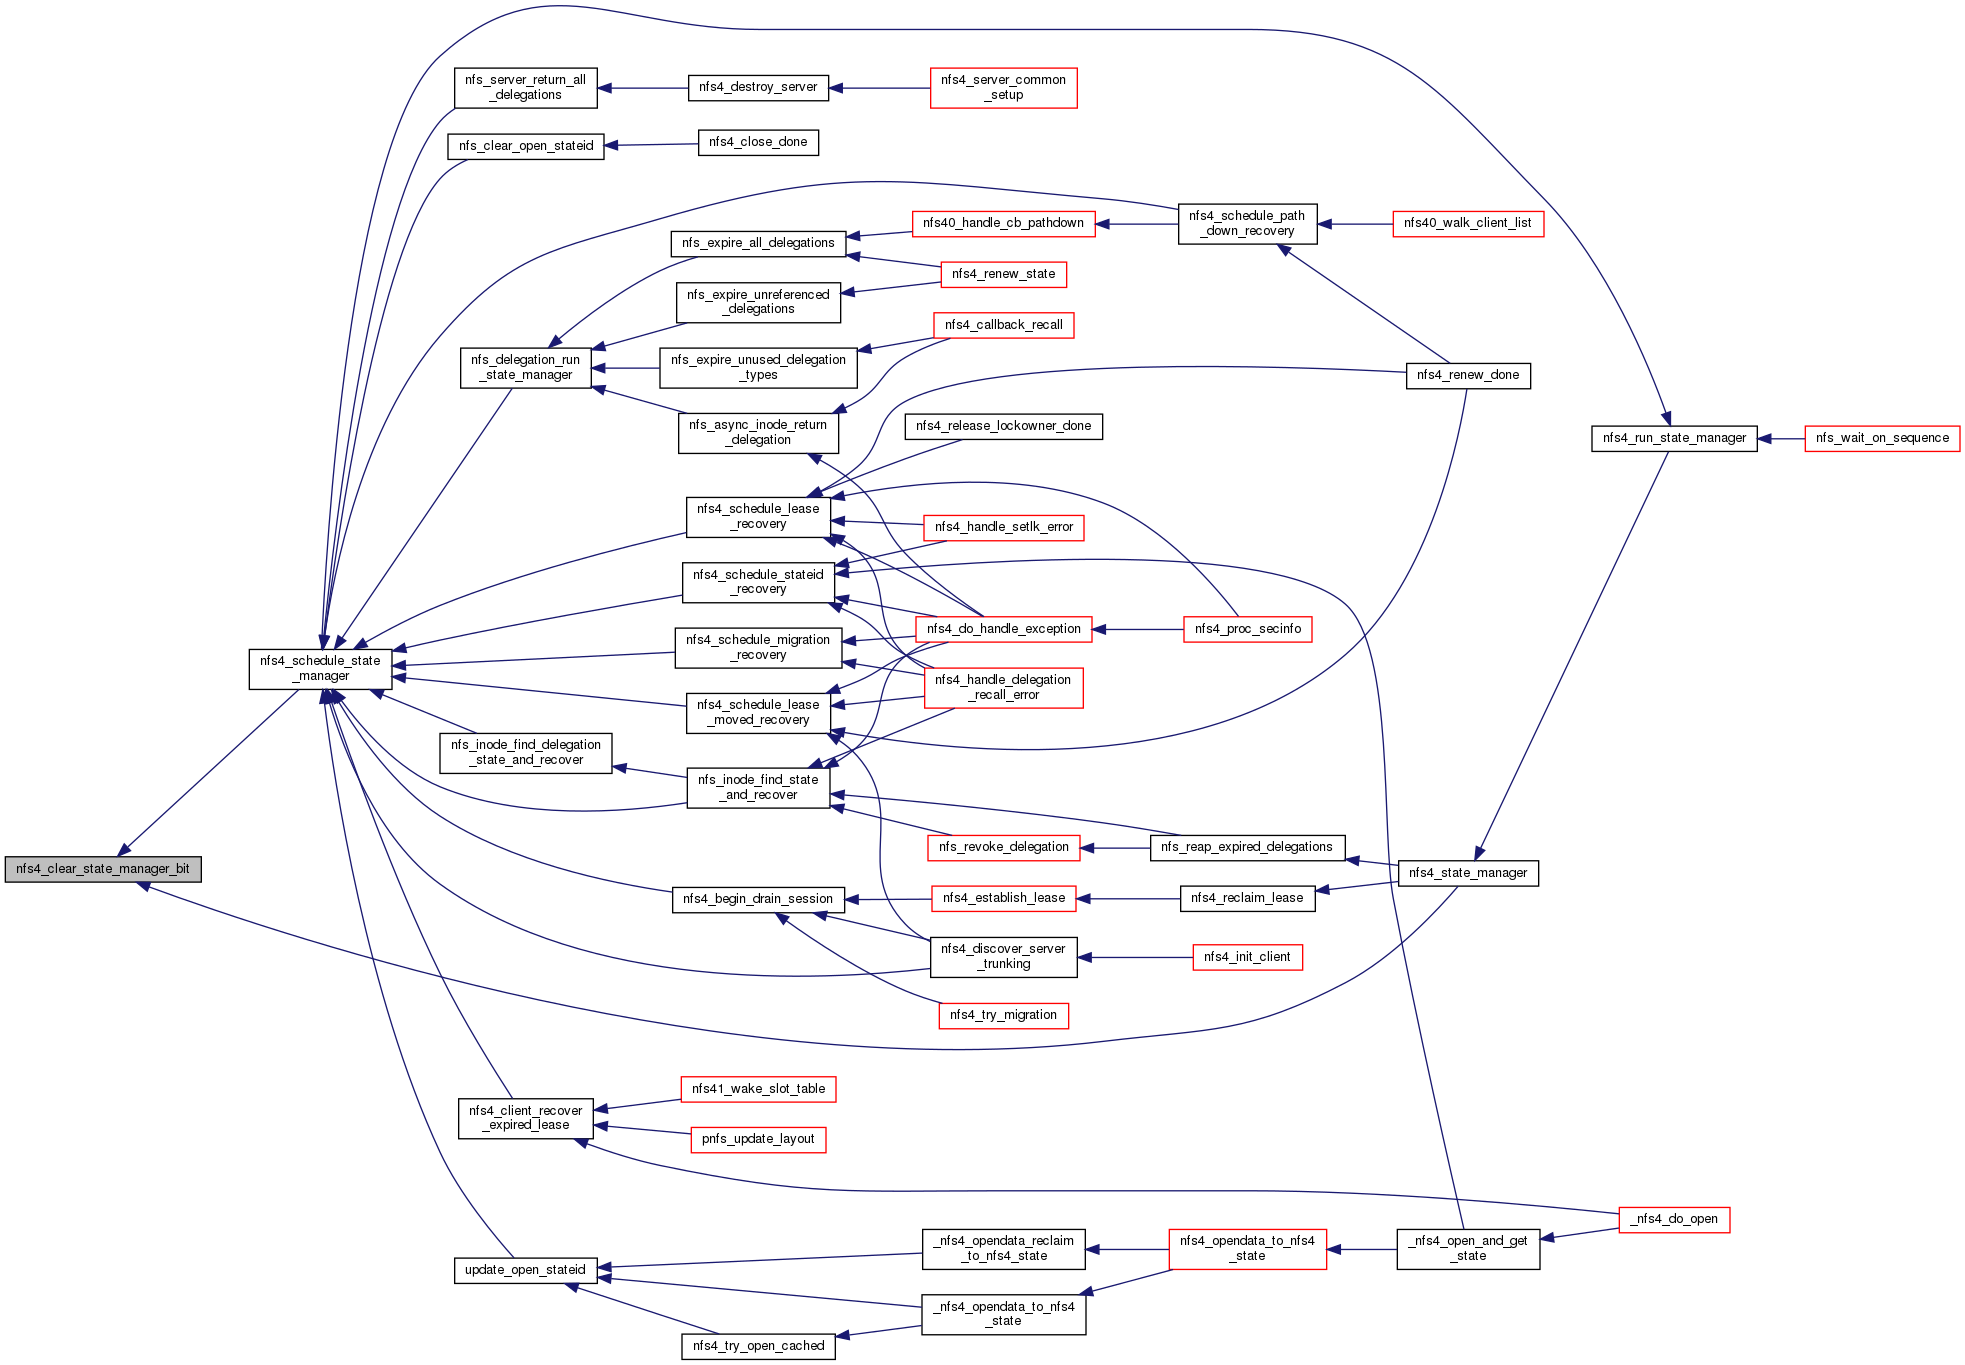 nfs_server_return_all
_delegations
nfs4_destroy_server
nfs4_server_common
_setup
nfs_clear_open_stateid
nfs4_close_done
nfs4_schedule_path
_down_recovery
nfs40_handle_cb_pathdown
nfs40_walk_client_list
nfs_expire_all_delegations
nfs4_renew_state
nfs_expire_unreferenced
_delegations
nfs4_callback_recall
nfs_delegation_run
_state_manager
nfs_expire_unused_delegation
_types
nfs4_renew_done
nfs_async_inode_return
_delegation
nfs4_release_lockowner_done
nfs4_run_state_manager
nfs_wait_on_sequence
nfs4_schedule_lease
_recovery
nfs4_handle_setlk_error
nfs4_schedule_stateid
_recovery
nfs4_do_handle_exception
nfs4_proc_secinfo
nfs4_schedule_migration
_recovery
nfs4_schedule_state
_manager
nfs4_handle_delegation
_recall_error
nfs4_schedule_lease
_moved_recovery
nfs_inode_find_delegation
_state_and_recover
nfs_inode_find_state
_and_recover
nfs_revoke_delegation
nfs_reap_expired_delegations
nfs4_clear_state_manager_bit
nfs4_state_manager
nfs4_begin_drain_session
nfs4_establish_lease
nfs4_reclaim_lease
nfs4_discover_server
_trunking
nfs4_init_client
nfs4_try_migration
nfs41_wake_slot_table
nfs4_client_recover
_expired_lease
pnfs_update_layout
_nfs4_do_open
_nfs4_opendata_reclaim
_to_nfs4_state
nfs4_opendata_to_nfs4
_state
_nfs4_open_and_get
_state
update_open_stateid
_nfs4_opendata_to_nfs4
_state
nfs4_try_open_cached